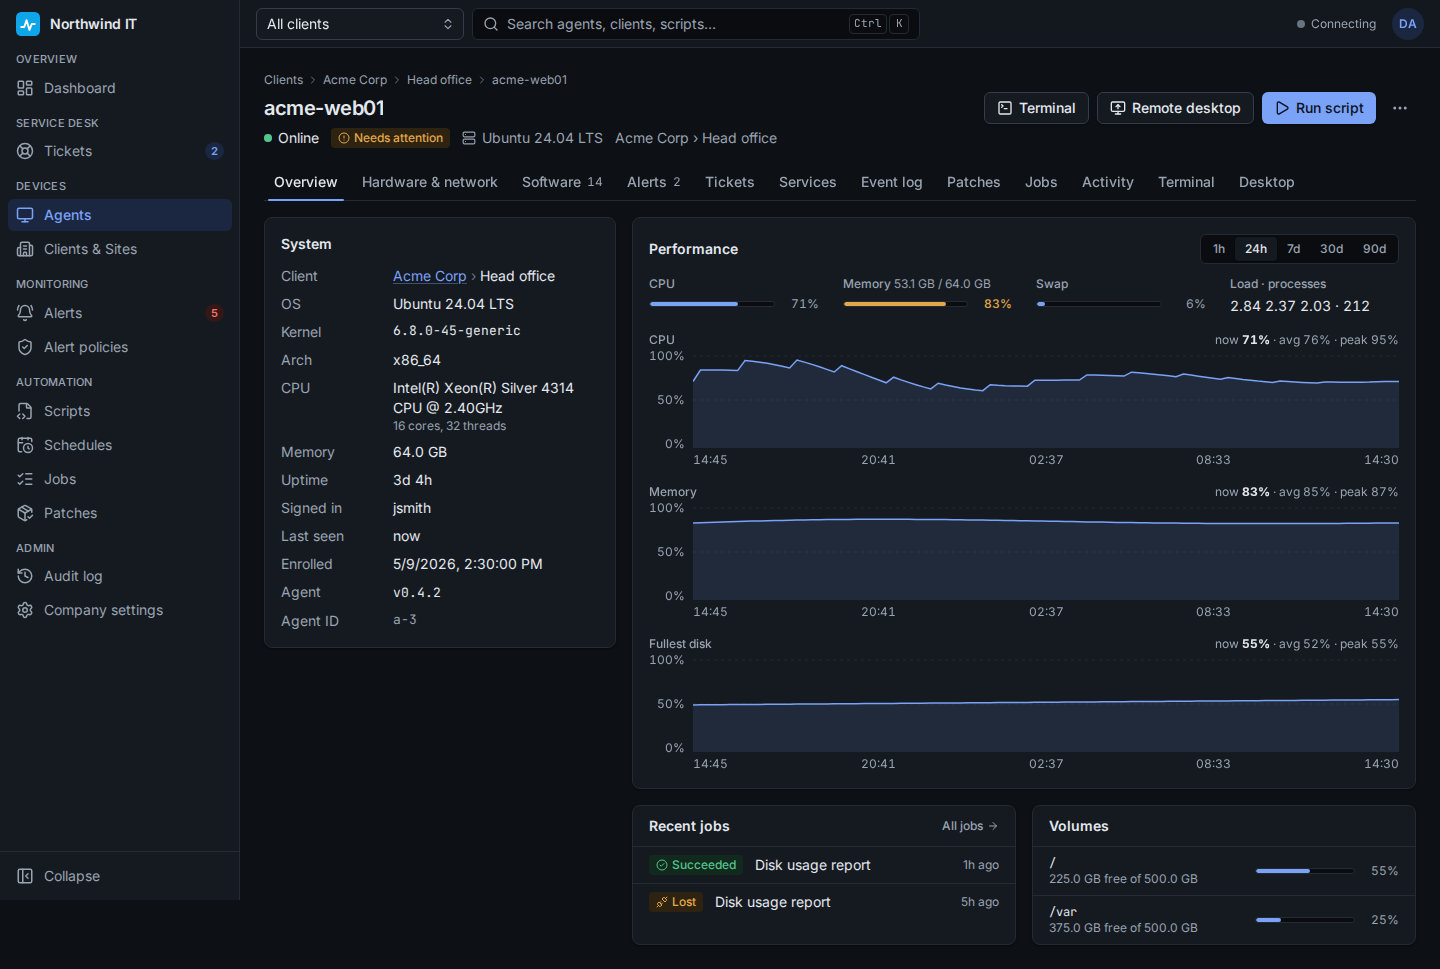 Northwind IT
OVERVIEW
Dashboard
SERVICE DESK
Tickets 2
DEVICES
Agents
Clients & Sites
MONITORING
Alerts 5
Alert policies
AUTOMATION
Scripts
Schedules
Jobs
Patches
ADMIN
Audit log
Company settings
Collapse
All clients
Search agents, clients, scripts... Ctrl K
Connecting DA
Clients > Acme Corp > Head office > acme-web01
acme-web01
Online Needs attention Ubuntu 24.04 LTS Acme Corp › Head office
Terminal Remote desktop Run script
Overview Hardware & network Software 14 Alerts 2 Tickets Services Event log Patches Jobs Activity Terminal Desktop
System
Client Acme Corp › Head office
OS Ubuntu 24.04 LTS
Kernel 6.8.0-45-generic
Arch x86_64
CPU Intel(R) Xeon(R) Silver 4314
CPU @ 2.40GHz
16 cores, 32 threads
Memory 64.0 GB
Uptime 3d 4h
Signed in jsmith
Last seen now
Enrolled 5/9/2026, 2:30:00 PM
Agent v0.4.2
Agent ID a-3
Performance 1h 24h 7d 30d 90d
CPU Memory 53.1 GB / 64.0 GB Swap Load · processes
71% 83% 6% 2.84 2.37 2.03 · 212
CPU now 71% · avg 76% · peak 95%
100%
50%
0%
14:45 20:41 02:37 08:33 14:30
Memory now 83% · avg 85% · peak 87%
100%
50%
0%
14:45 20:41 02:37 08:33 14:30
Fullest disk now 55% · avg 52% · peak 55%
100%
50%
0%
14:45 20:41 02:37 08:33 14:30
Recent jobs All jobs →
Succeeded Disk usage report 1h ago
Lost Disk usage report 5h ago
Volumes
/
225.0 GB free of 500.0 GB 55%
/var
375.0 GB free of 500.0 GB 25%